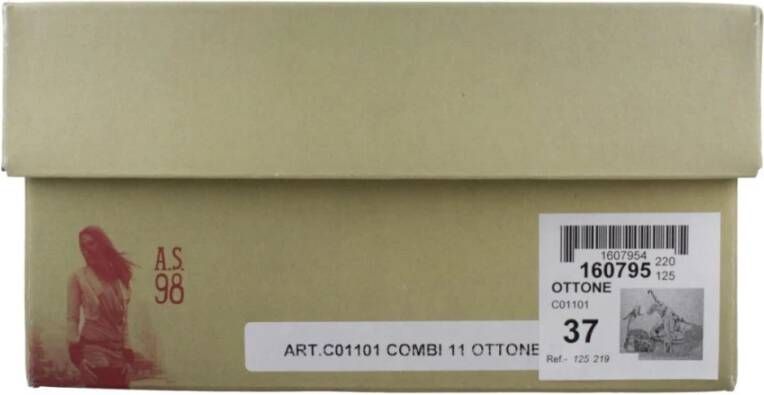 A.S.
98
ART.C01101 COMBI 11 OTTONE
1607954
160795 220
125
OTTONE
C01101
37
Ref.- 125 219